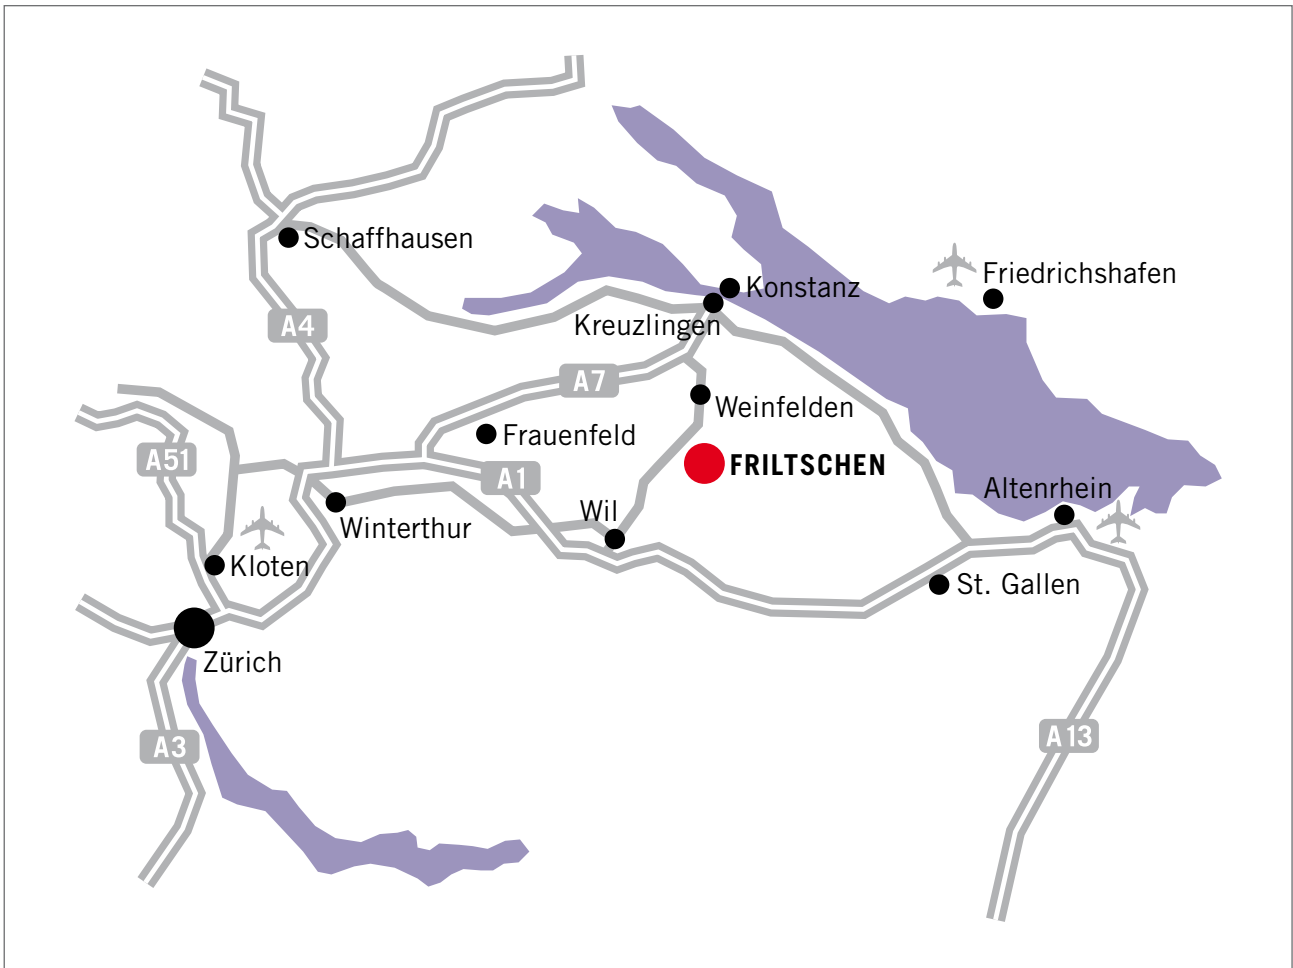 Schaffhausen
Friedrichshafen
Konstanz
A4
Kreuzlingen
A7
Weinfelden
Frauenfeld
A51
FRILTSCHEN
A1
Altenrhein
Wil
Winterthur
Kloten
St. Gallen
Zürich
A3
A13